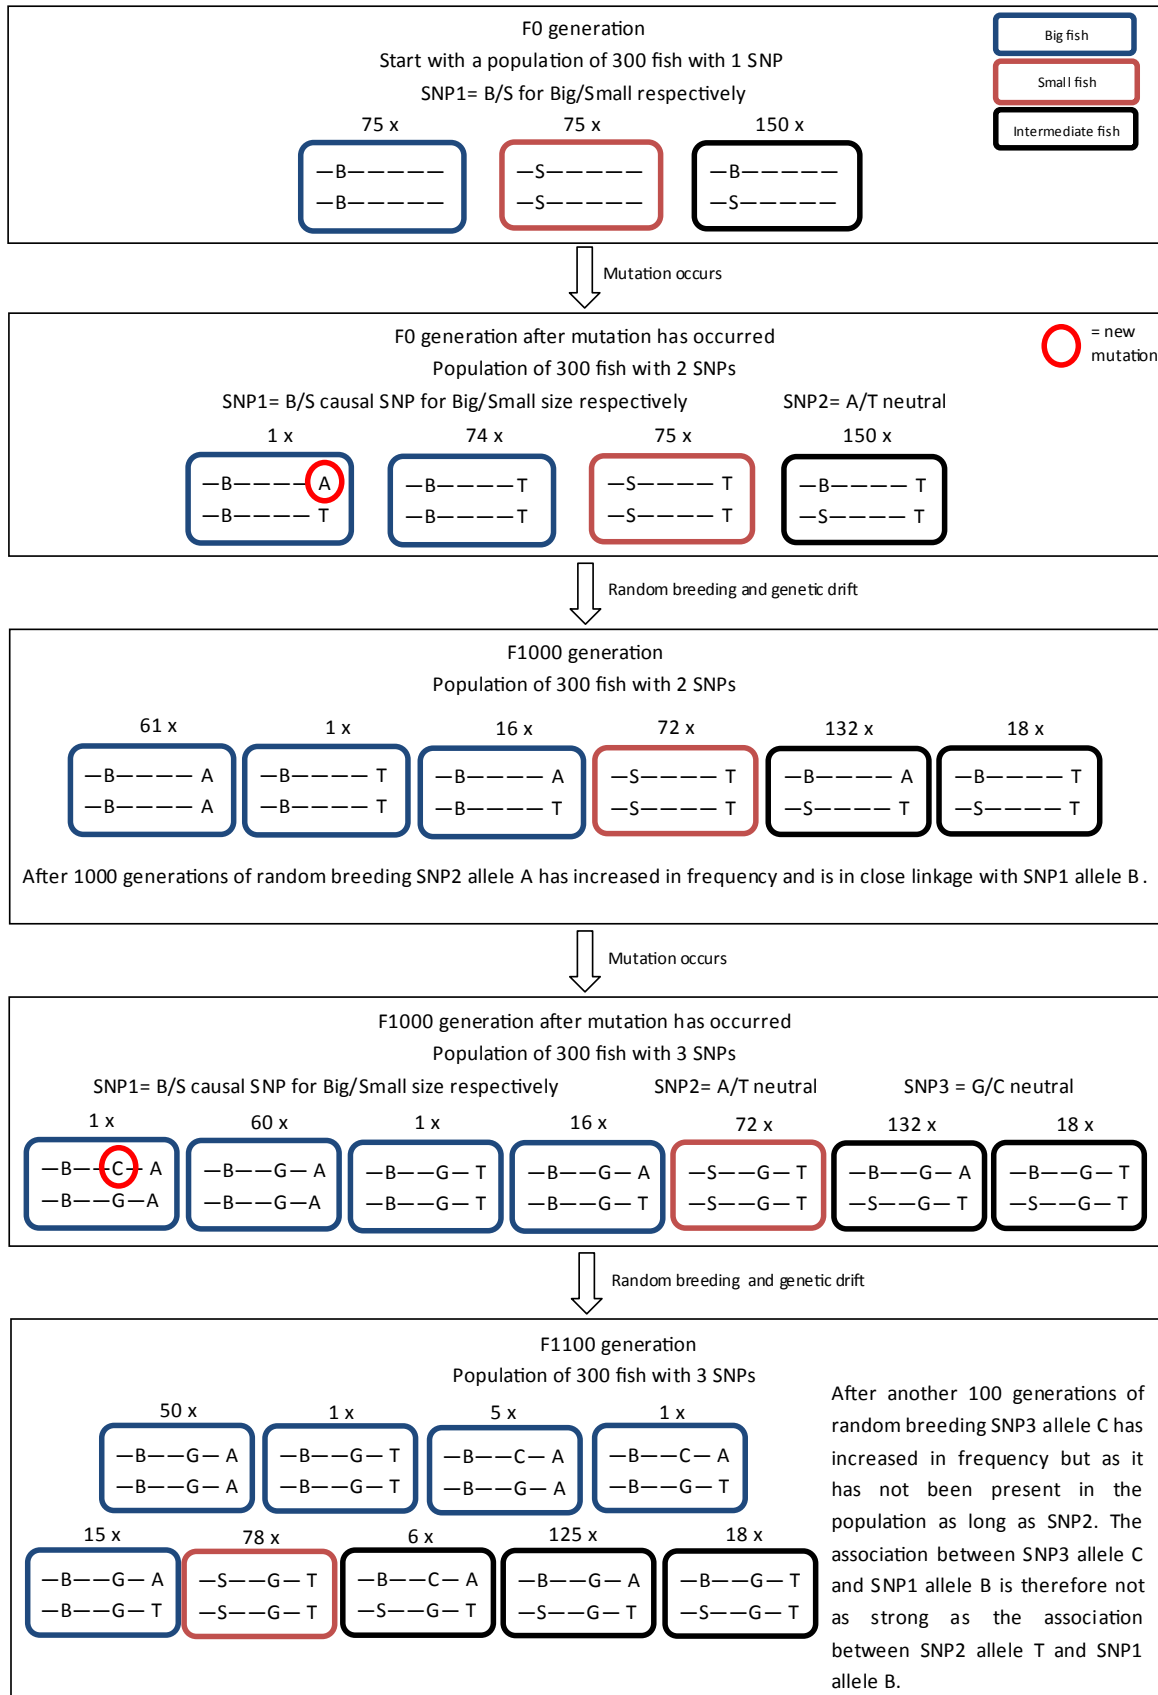 F0 generation
Start with a population of 300 fish with 1 SNP
SNP1= B/S for Big/Small respectively
Big fish
Small fish
Intermediate fish
75 x 75 x 150 x
—B————— —S————— —B—————
—B————— —S————— —S—————
Mutation occurs
F0 generation after mutation has occurred
Population of 300 fish with 2 SNPs
= new
mutation
SNP1= B/S causal SNP for Big/Small size respectively SNP2= A/T neutral
1 x 74 x 75 x 150 x
—B———— A —B————T —S———— T —B———— T
—B———— T —B————T —S———— T —S———— T
Random breeding and genetic drift
F1000 generation
Population of 300 fish with 2 SNPs
61 x 1 x 16 x 72 x 132 x 18 x
—B———— A —B———— T —B———— A —S———— T —B———— A —B———— T
—B———— A —B———— T —B———— T —S———— T —S———— T —S———— T
After 1000 generations of random breeding SNP2 allele A has increased in frequency and is in close linkage with SNP1 allele B.
Mutation occurs
F1000 generation after mutation has occurred
Population of 300 fish with 3 SNPs
SNP1= B/S causal SNP for Big/Small size respectively SNP2= A/T neutral SNP3 = G/C neutral
1 x 60 x 1 x 16 x 72 x 132 x 18 x
—B——C— A —B——G— A —B——G— T —B——G— A —S——G— T —B——G— A —B——G— T
—B——G— A —B——G— A —B——G— T —B——G— T —S——G— T —S——G— T —S——G— T
Random breeding and genetic drift
F1100 generation
Population of 300 fish with 3 SNPs
50 x 1 x 5 x 1 x
—B——G— A —B——G— T —B——C— A —B——C— A
—B——G— A —B——G— T —B——G— A —B——G— T
15 x 78 x 6 x 125 x 18 x
—B——G— A —S——G— T —B——C— A —B——G— A —B——G— T
—B——G— T —S——G— T —S——G— T —S——G— T —S——G— T
After another 100 generations of
random breeding SNP3 allele C has
increased in frequency but as it
has not been present in the
population as long as SNP2. The
association between SNP3 allele C
and SNP1 allele B is therefore not
as strong as the association
between SNP2 allele T and SNP1
allele B.